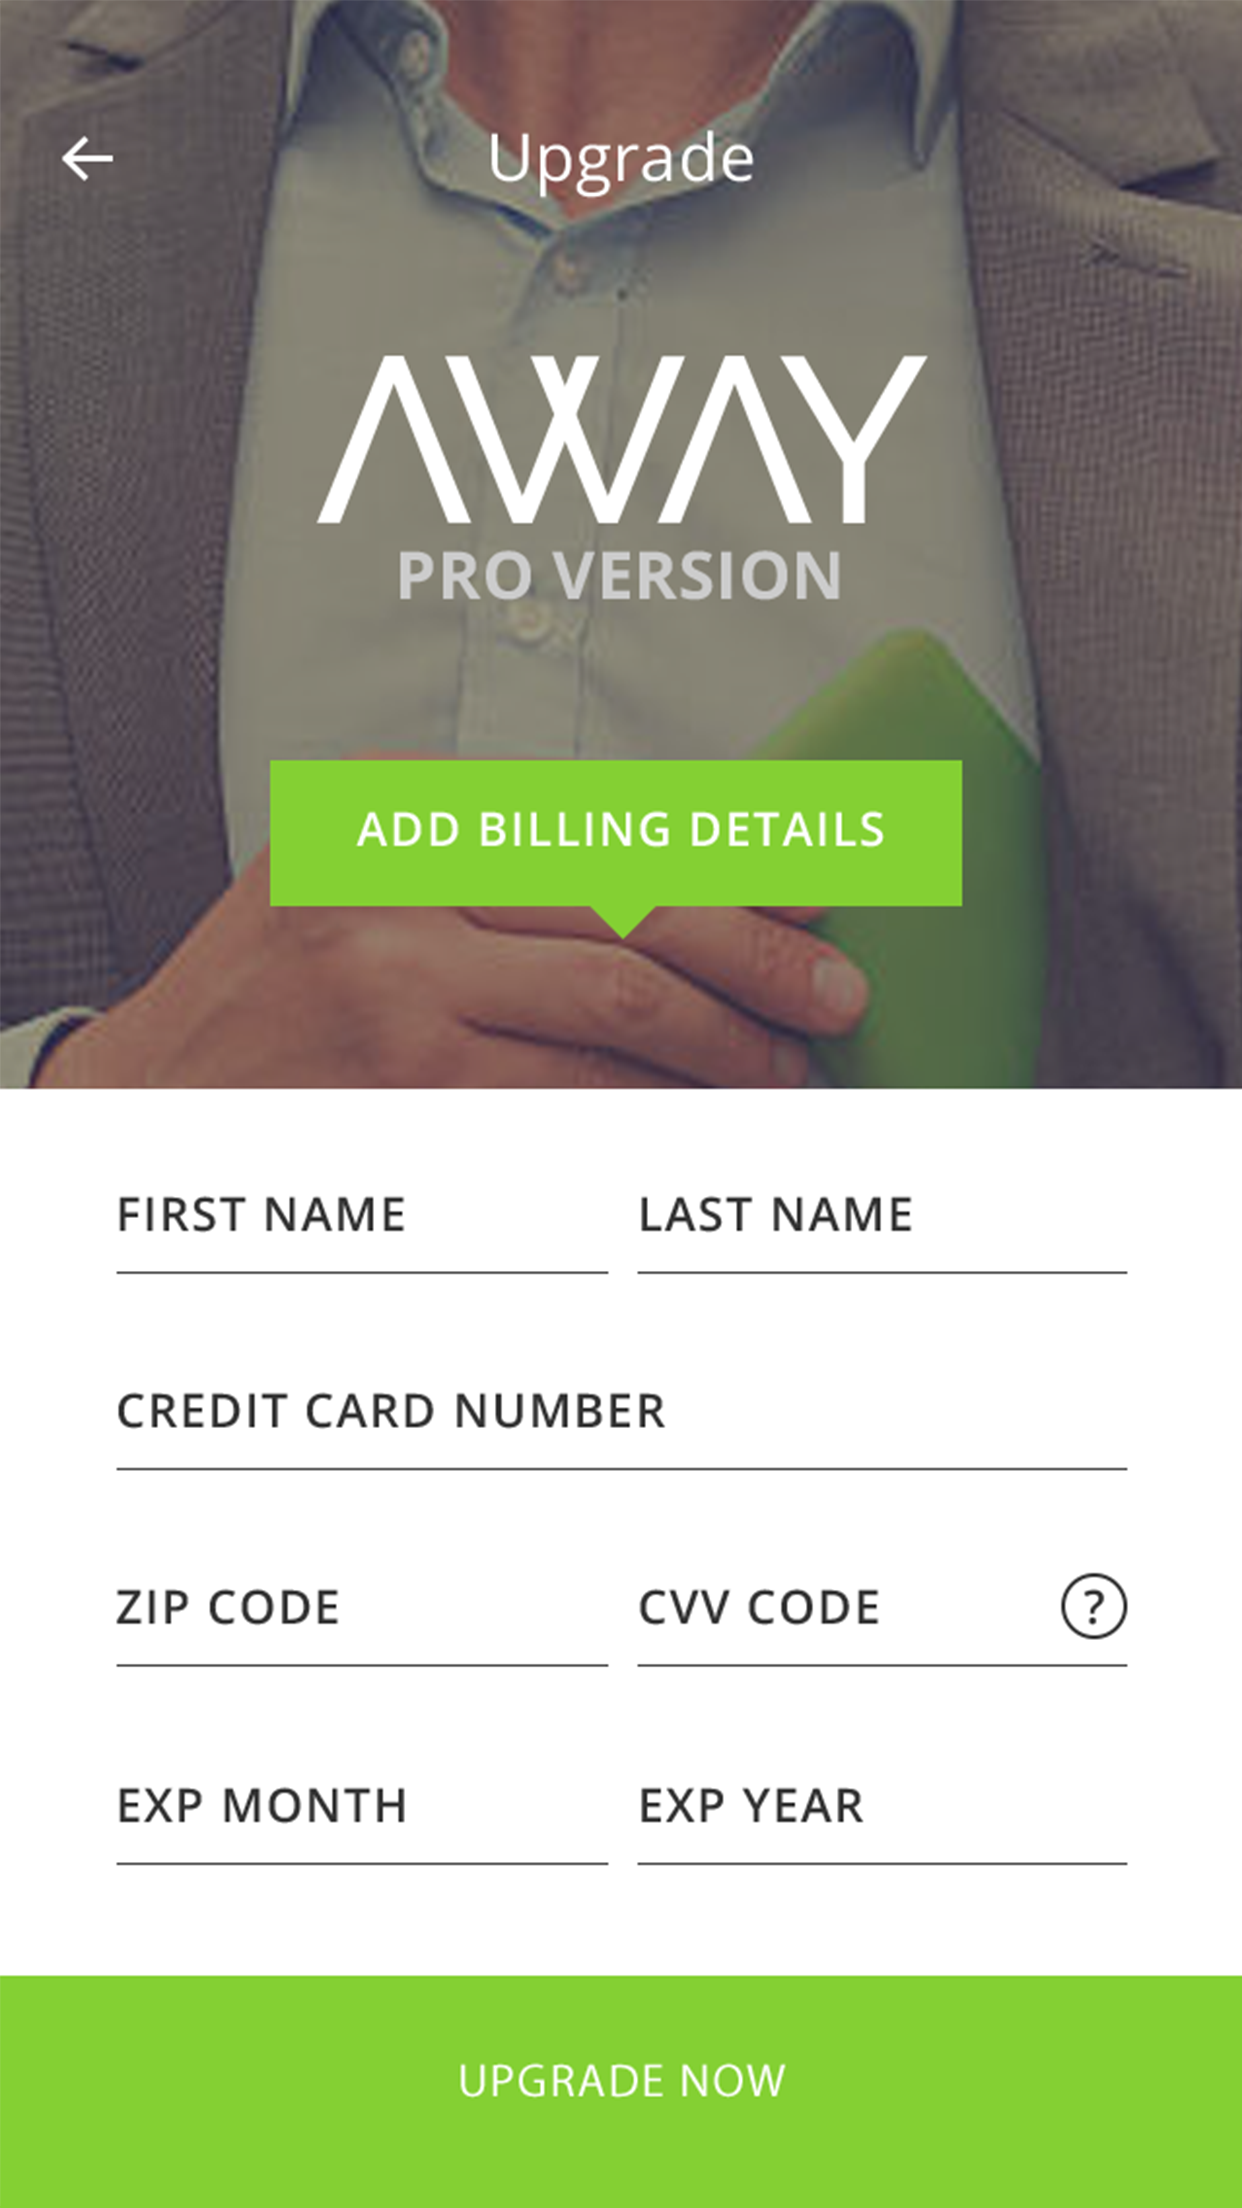 Upgrade
AWAY
PRO VERSION
ADD BILLING DETAILS
FIRST NAME LAST NAME
CREDIT CARD NUMBER
ZIP CODE CVV CODE ?
EXP MONTH EXP YEAR
UPGRADE NOW